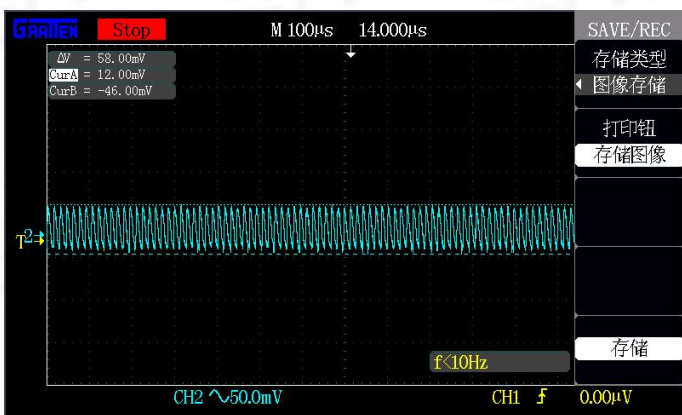 GRATTEN Stop M 100μs 14.000μs SAVE/REC
ΔV = 58.00mV
CurA = 12.00mV
CurB = -46.00mV
存储类型
图像存储
打印钮
存储图像
T 2
f<10Hz
存储
CH2 50.0mV CH1 0.00μV